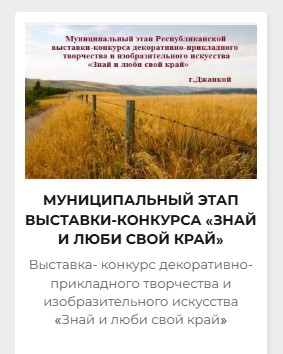 Муниципальный этап Республиканской
выставки-конкурса декоративно-прикладного
творчества и изобразительного искусства
«Знай и люби свой край»
г.Джанкой
МУНИЦИПАЛЬНЫЙ ЭТАП
ВЫСТАВКИ-КОНКУРСА «ЗНАЙ
И ЛЮБИ СВОЙ КРАЙ»
Выставка- конкурс декоративно-
прикладного творчества и
изобразительного искусства
«Знай и люби свой край»